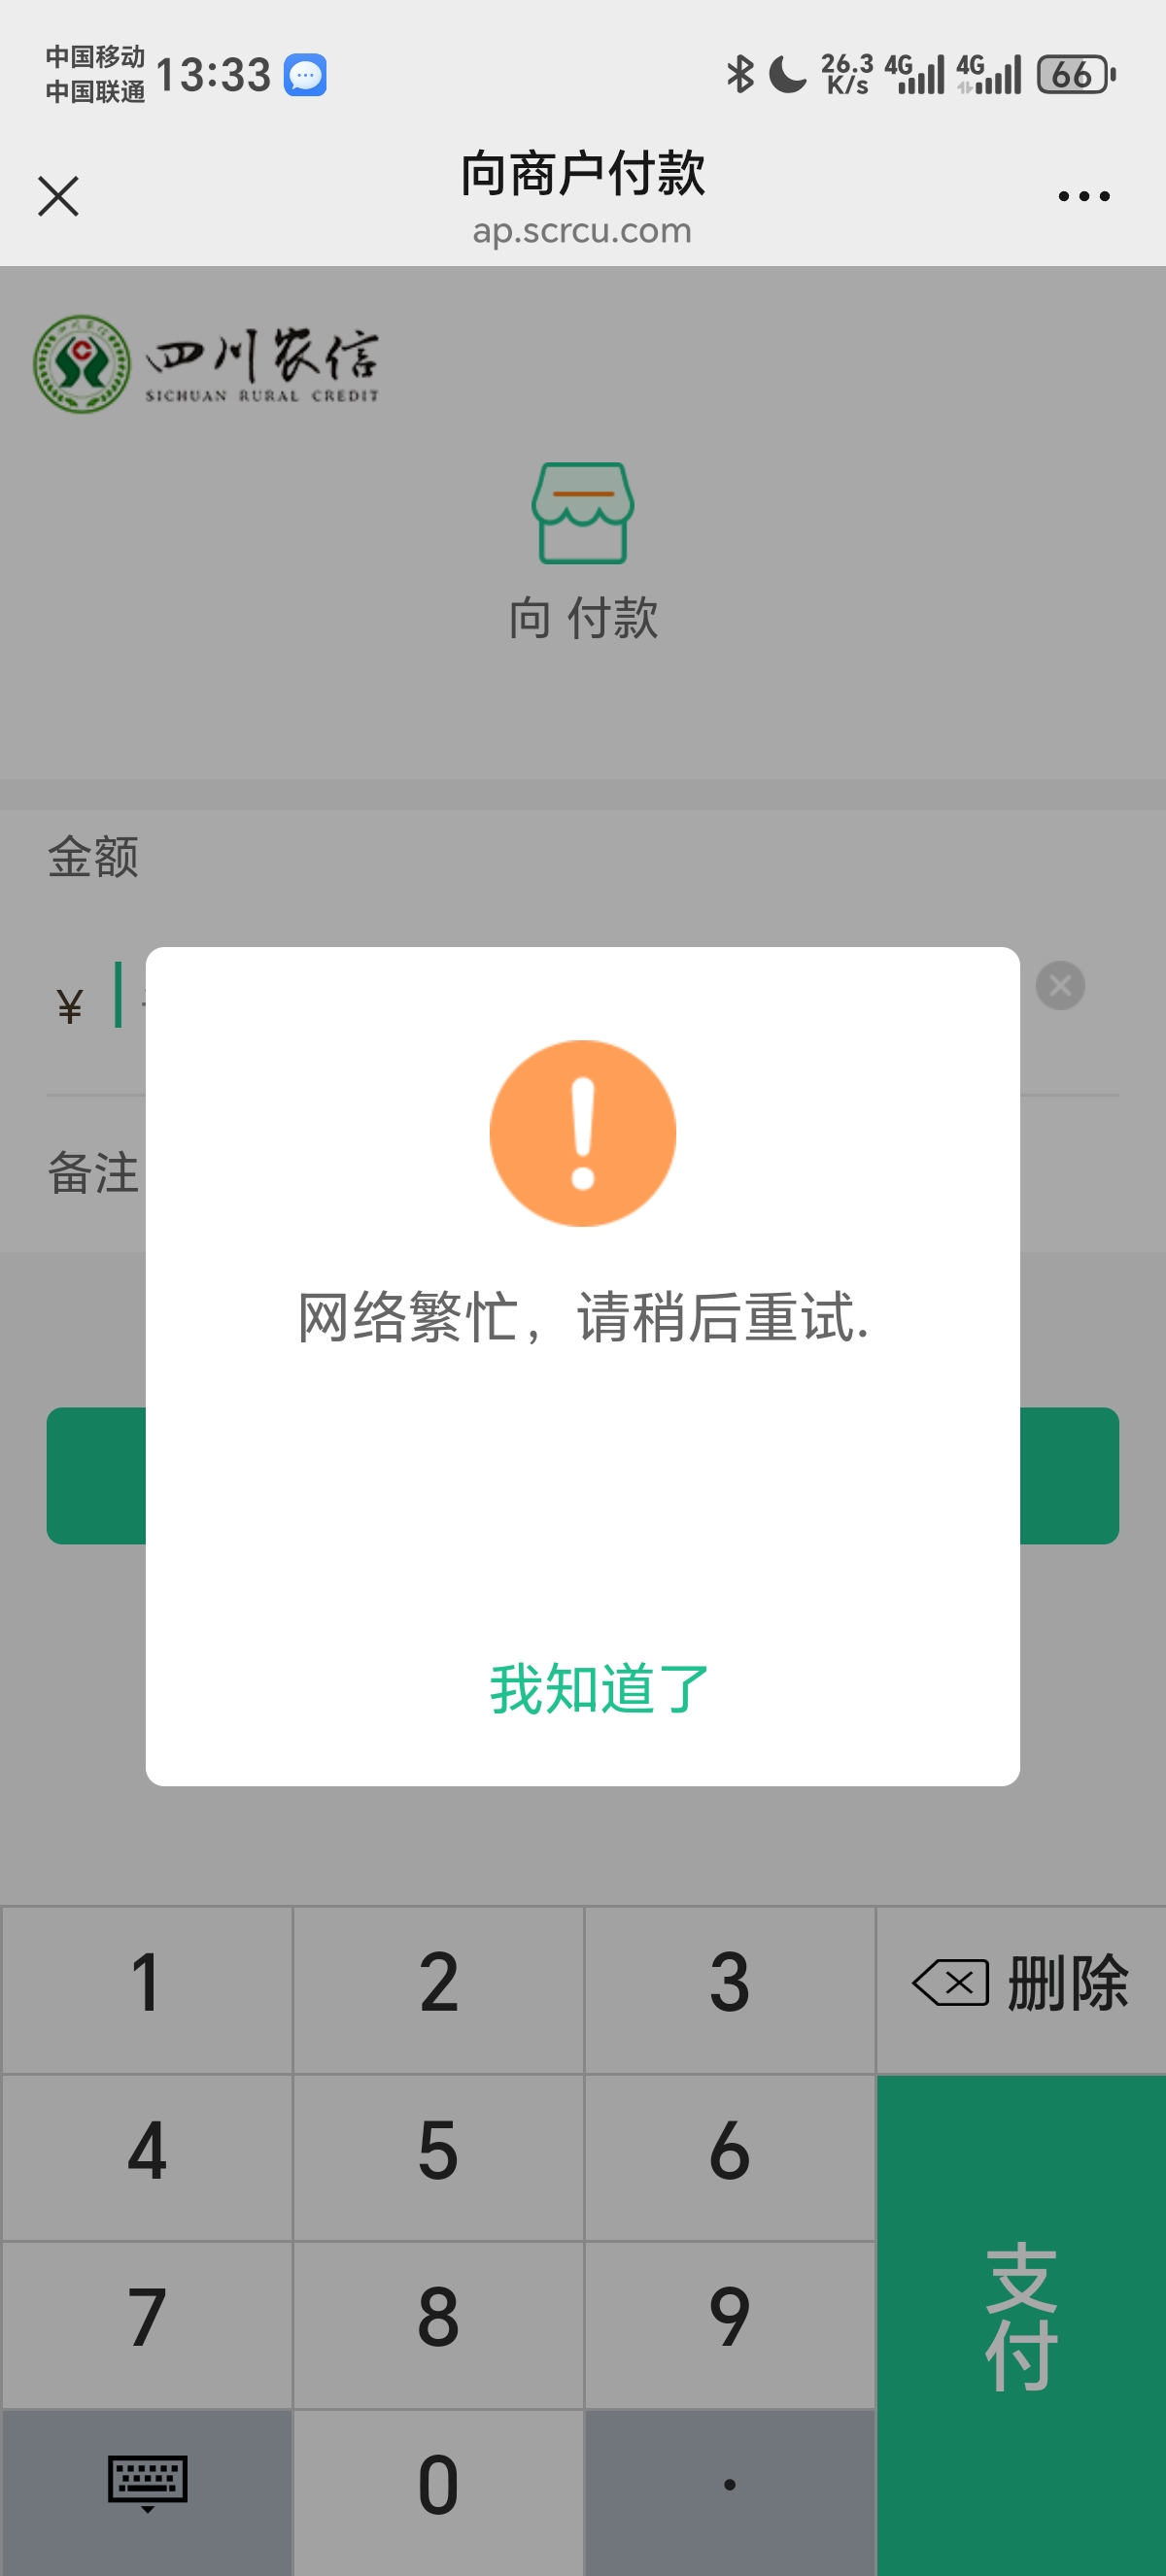 中国移动
中国联通
13:33
26.3
K/s
4G
4G
66
向商户付款
ap.scrcu.com
四川农信
SICHUAN RURAL CREDIT
向 付款
金额
¥
备注
网络繁忙，请稍后重试.
我知道了
1 2 3 删除
4 5 6
7 8 9
支付
0 .